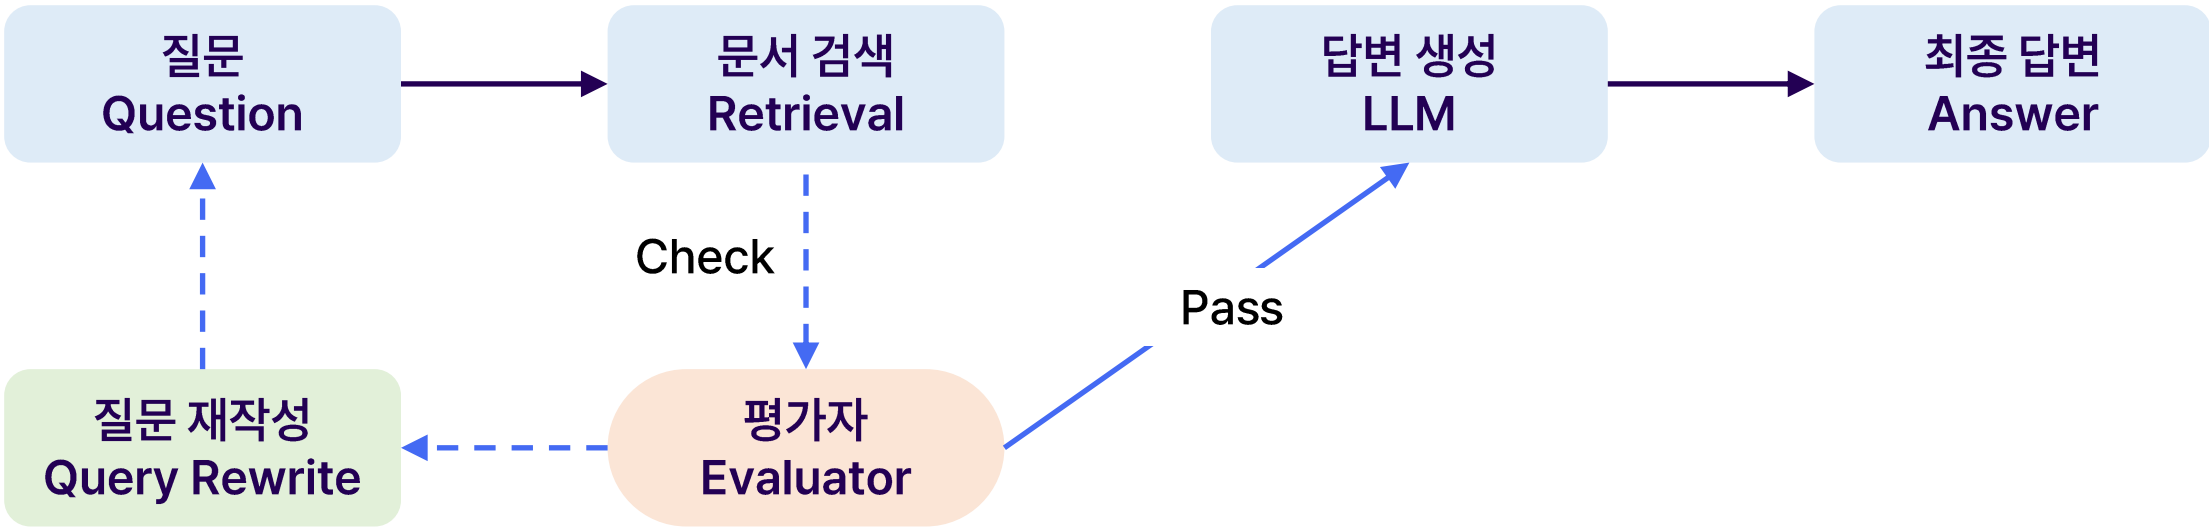 질문
Question
문서 검색
Retrieval
답변 생성
LLM
최종 답변
Answer
Check
Pass
질문 재작성
Query Rewrite
평가자
Evaluator